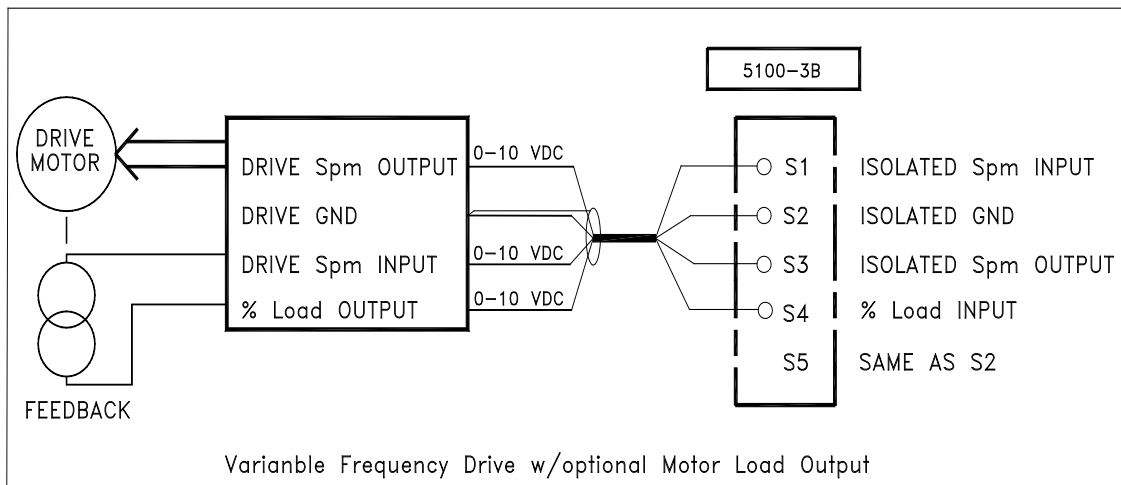 5100-3B
DRIVE
MOTOR
DRIVE Spm OUTPUT
0-10 VDC
S1
ISOLATED Spm INPUT
DRIVE GND
S2
ISOLATED GND
DRIVE Spm INPUT
0-10 VDC
S3
ISOLATED Spm OUTPUT
% Load OUTPUT
0-10 VDC
S4
% Load INPUT
S5
SAME AS S2
FEEDBACK
Varianble Frequency Drive w/optional Motor Load Output